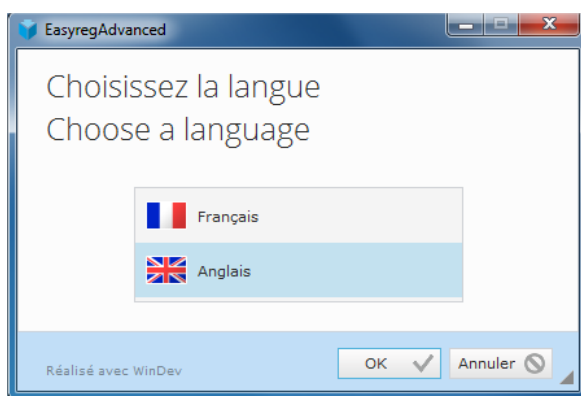 EasyregAdvanced
Choisissez la langue
Choose a language
Français
Anglais
Réalisé avec WinDev
OK
Annuler